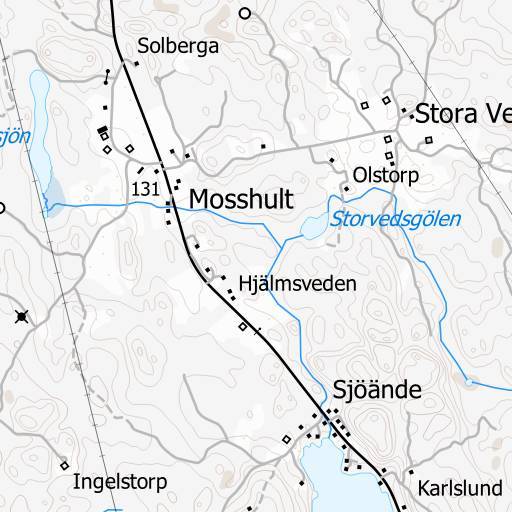 Solberga
Stora Ve
sjön
Olstorp
131
Mosshult
Storvedsgölen
Hjälmsveden
Sjöände
Ingelstorp
Karlslund